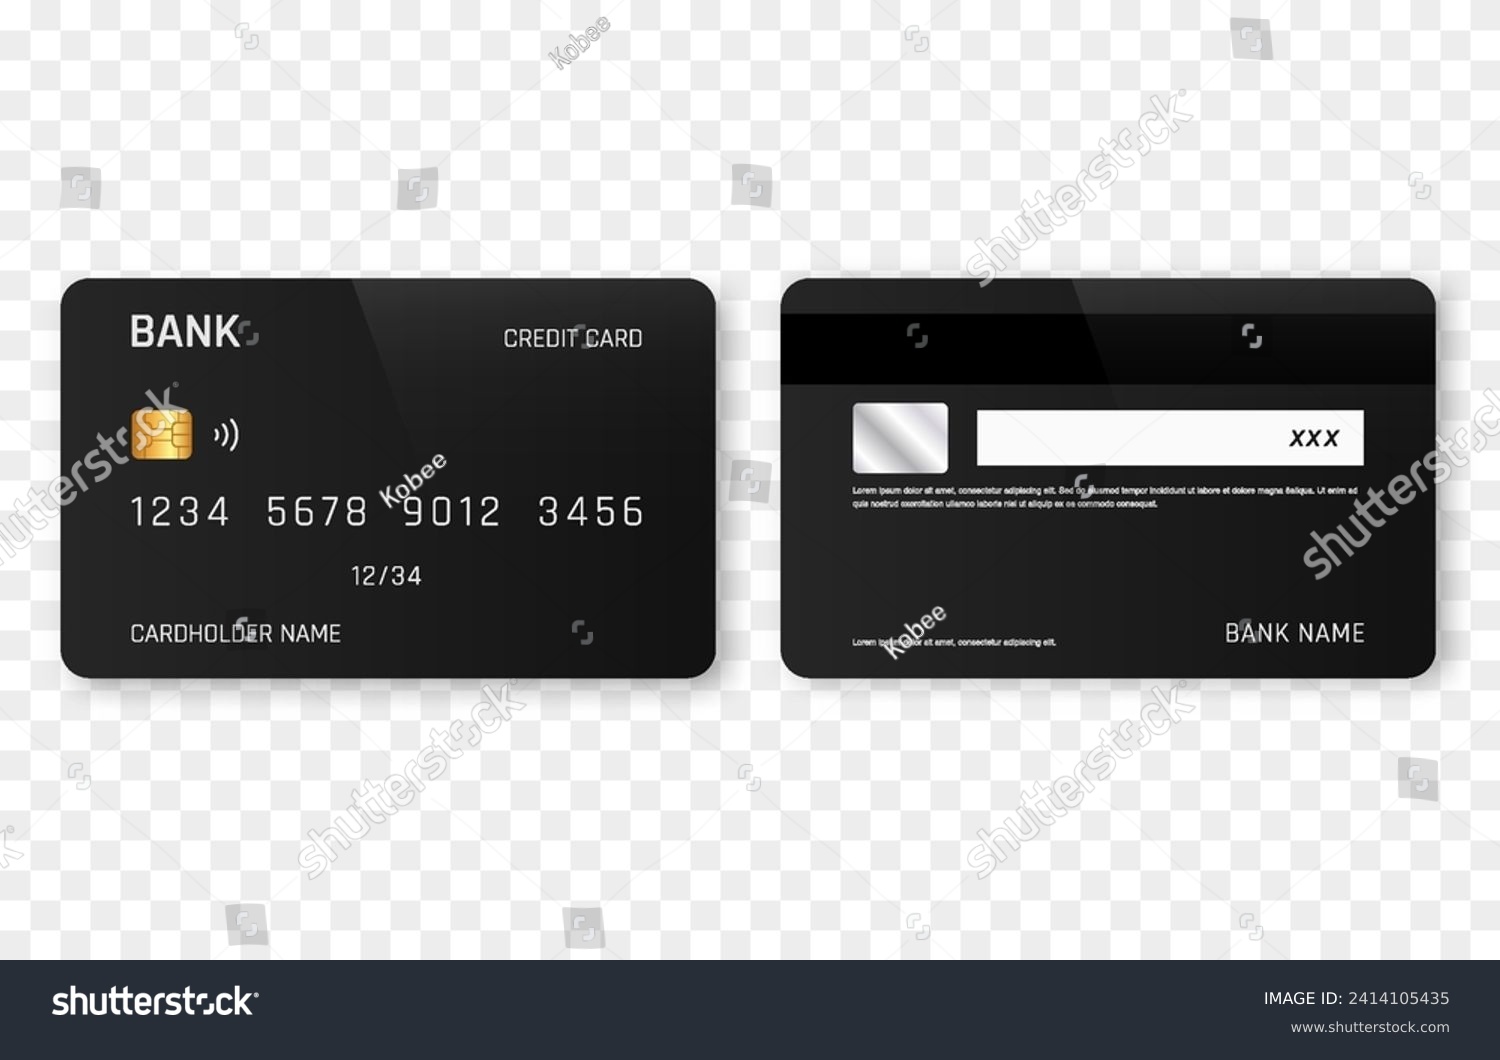 Kobee
shutterstock
BANK
CREDIT CARD
1234 5678 9012 3456
Kobee
12/34
CARDHOLDER NAME
shutterstock
XXX
Lorem ipsum dolor sit amet, consectetur adipiscing elit. Sed do eiusmod tempor incididunt ut labore et dolore magna aliqua. Ut enim ad
quis nostrud exercitation ullamco laboris nisi ut aliquip ex ea commodo consequat.
Kobee
Lorem ipsum dolor sit amet, consectetur adipiscing elit.
BANK NAME
shutterstock
shutterstock
shutterstock
shutterstock
IMAGE ID: 2414105435
www.shutterstock.com